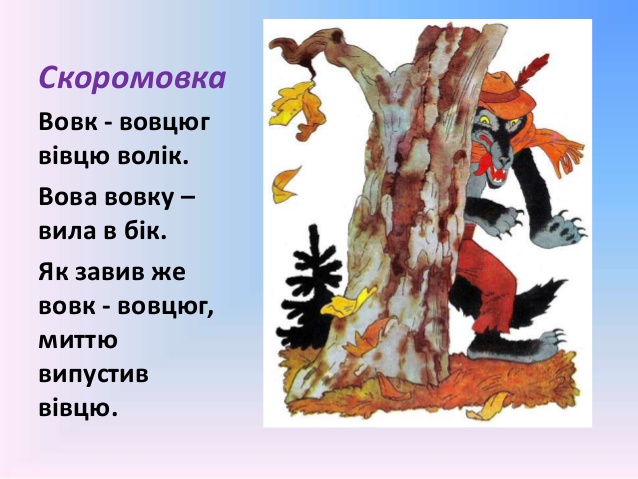 Скоромовка
Вовк - вовцюг
вівцю волік.
Вова вовку –
вила в бік.
Як завив же
вовк - вовцюг,
миттю
випустив
вівцю.